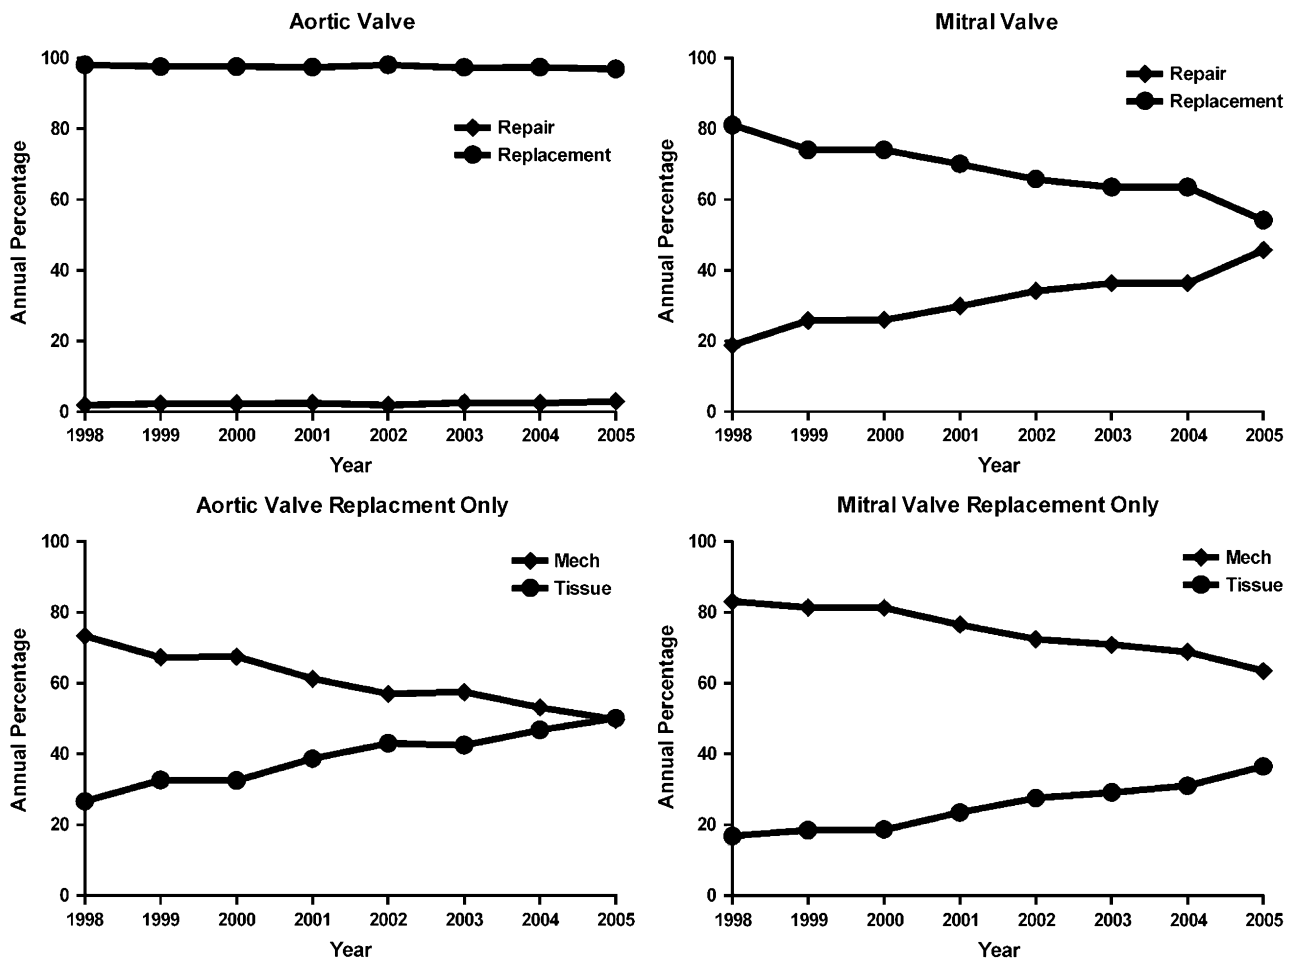 Aortic Valve
100
80
60
40
20
0
Annual Percentage
Repair
Replacement
1998 1999 2000 2001 2002 2003 2004 2005
Year
Mitral Valve
100
80
60
40
20
0
Annual Percentage
Repair
Replacement
1998 1999 2000 2001 2002 2003 2004 2005
Year
Aortic Valve Replacment Only
100
80
60
40
20
0
Annual Percentage
Mech
Tissue
1998 1999 2000 2001 2002 2003 2004 2005
Year
Mitral Valve Replacement Only
100
80
60
40
20
0
Annual Percentage
Mech
Tissue
1998 1999 2000 2001 2002 2003 2004 2005
Year